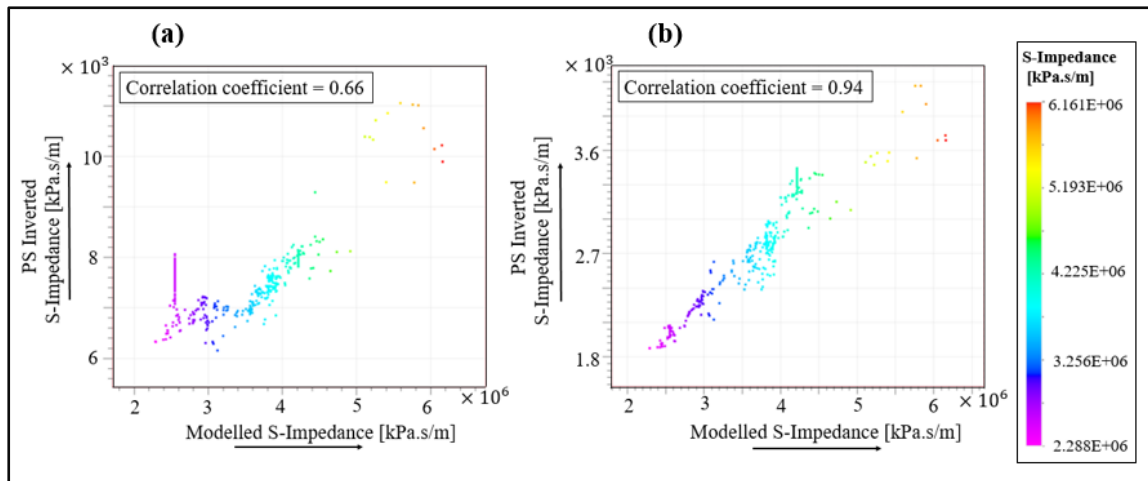 (a)
× 10³
Correlation coefficient = 0.66
10
8
6
PS Inverted
S-Impedance [kPa.s/m]
2 3 4 5 6
× 10⁶
Modelled S-Impedance [kPa.s/m]
(b)
× 10³
Correlation coefficient = 0.94
3.6
2.7
1.8
PS Inverted
S-Impedance [kPa.s/m]
2 3 4 5 6
× 10⁶
Modelled S-Impedance [kPa.s/m]
S-Impedance
[kPa.s/m]
6.161E+06
5.193E+06
4.225E+06
3.256E+06
2.288E+06